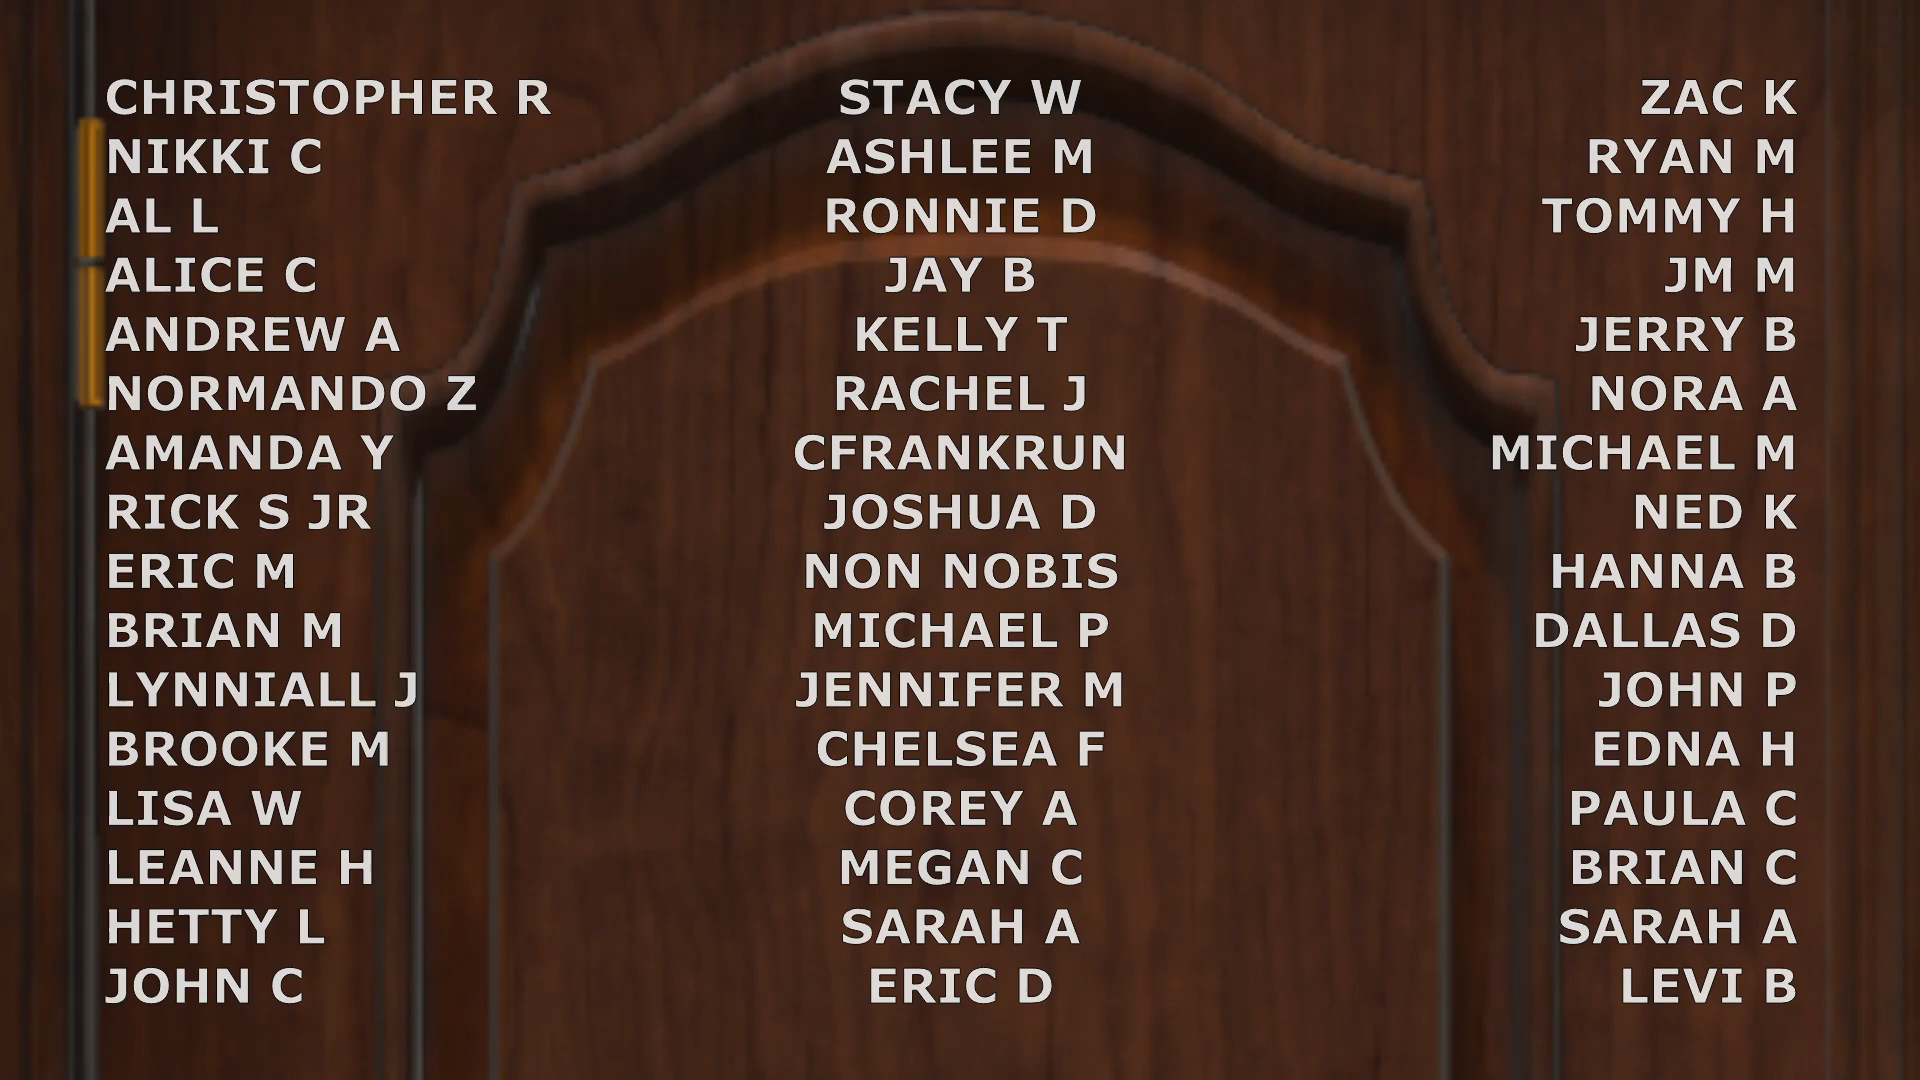 CHRISTOPHER R
NIKKI C
AL L
ALICE C
ANDREW A
NORMANDO Z
AMANDA Y
RICK S JR
ERIC M
BRIAN M
LYNNIALL J
BROOKE M
LISA W
LEANNE H
HETTY L
JOHN C
STACY W
ASHLEE M
RONNIE D
JAY B
KELLY T
RACHEL J
CFRANKRUN
JOSHUA D
NON NOBIS
MICHAEL P
JENNIFER M
CHELSEA F
COREY A
MEGAN C
SARAH A
ERIC D
ZAC K
RYAN M
TOMMY H
JM M
JERRY B
NORA A
MICHAEL M
NED K
HANNA B
DALLAS D
JOHN P
EDNA H
PAULA C
BRIAN C
SARAH A
LEVI B